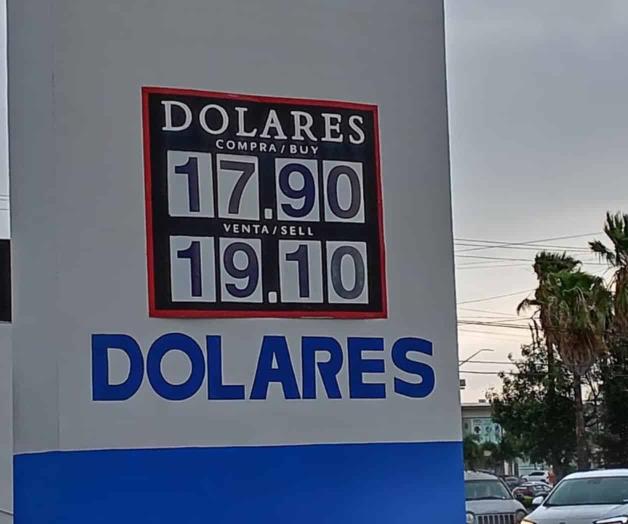 DOLARES
COMPRA/BUY
17.90
VENTA/SELL
19.10
DOLARES